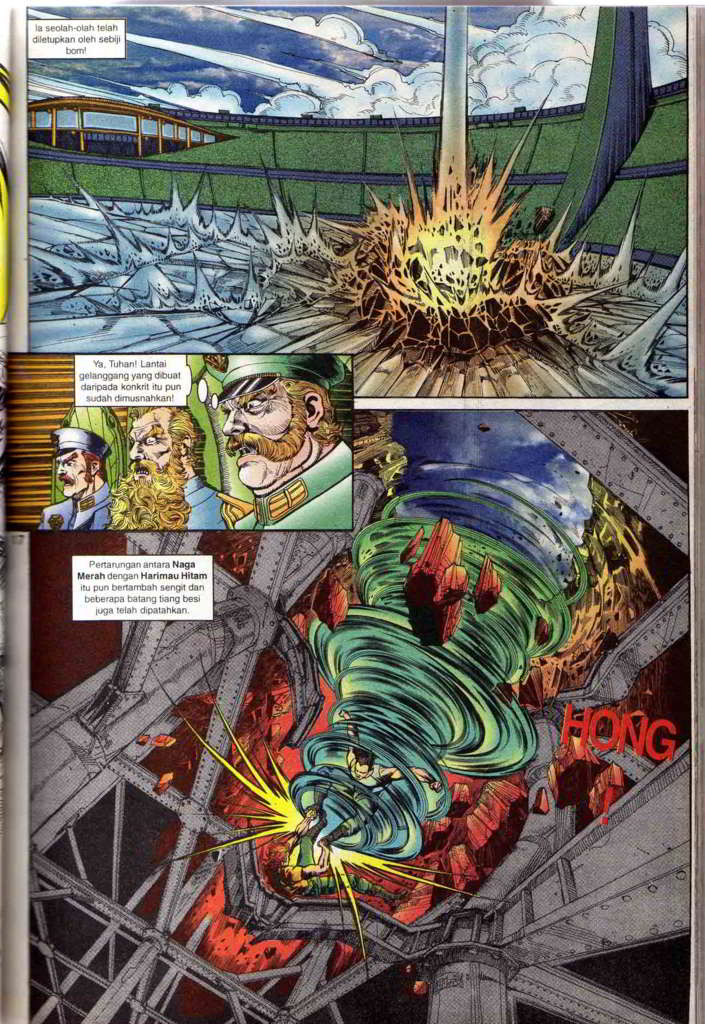 Ia seolah-olah telah
diletupkan oleh sebiji
bom!
Ya, Tuhan! Lantai
gelanggang yang dibuat
daripada konkrit itu pun
sudah dimusnahkan!
Pertarungan antara Naga
Merah dengan Harimau Hitam
itu pun bertambah sengit dan
beberapa batang tiang besi
juga telah dipatahkan.
HONG
!